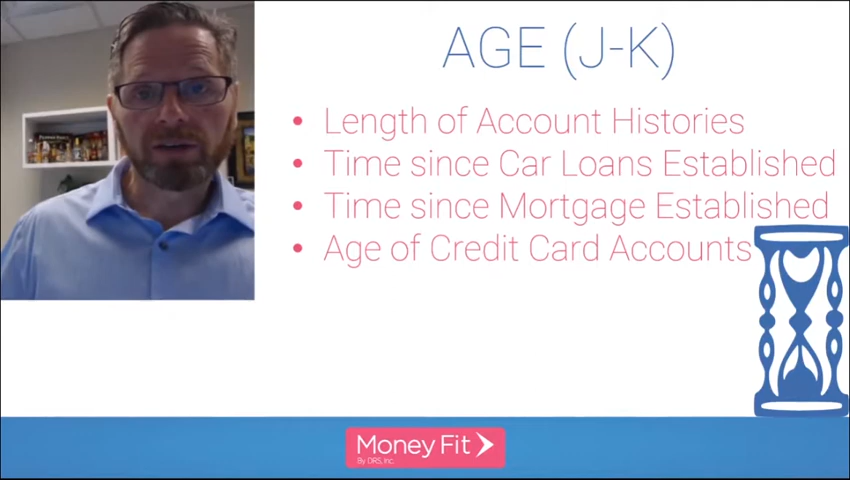 AGE (J-K)
• Length of Account Histories
• Time since Car Loans Established
• Time since Mortgage Established
• Age of Credit Card Accounts
Money Fit
By DRS, Inc.